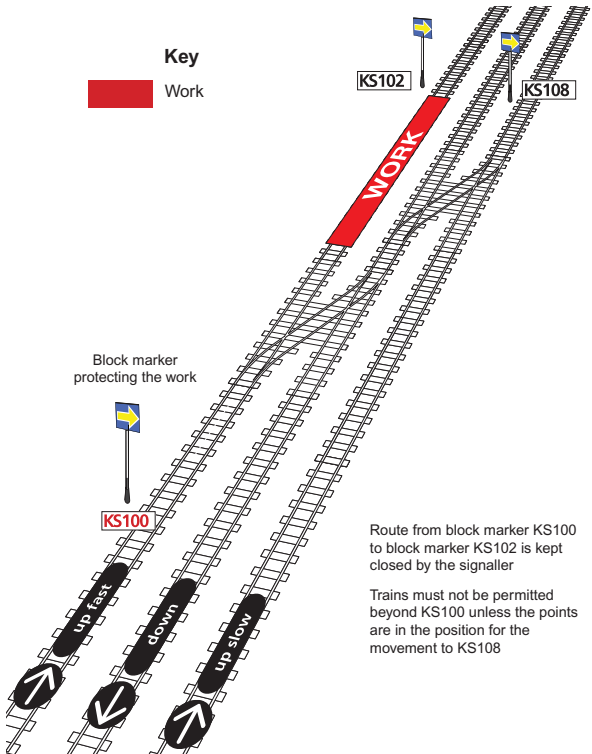 KS102
KS108
Key
Work
WORK
Block marker
protecting the work
KS100
up fast
down
up slow
Route from block marker KS100
to block marker KS102 is kept
closed by the signaller
Trains must not be permitted
beyond KS100 unless the points
are in the position for the
movement to KS108